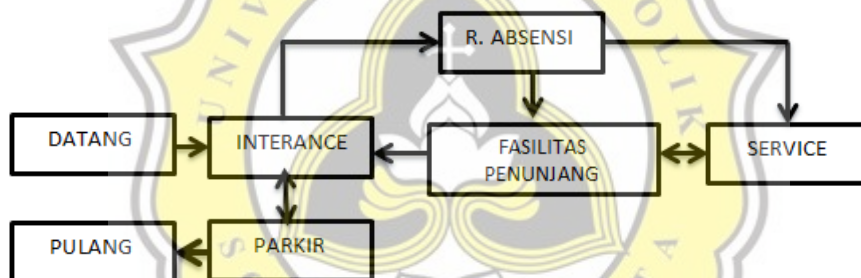 R. ABSENSI
DATANG
INTERANCE
FASILITAS
PENUNJANG
SERVICE
PULANG
PARKIR